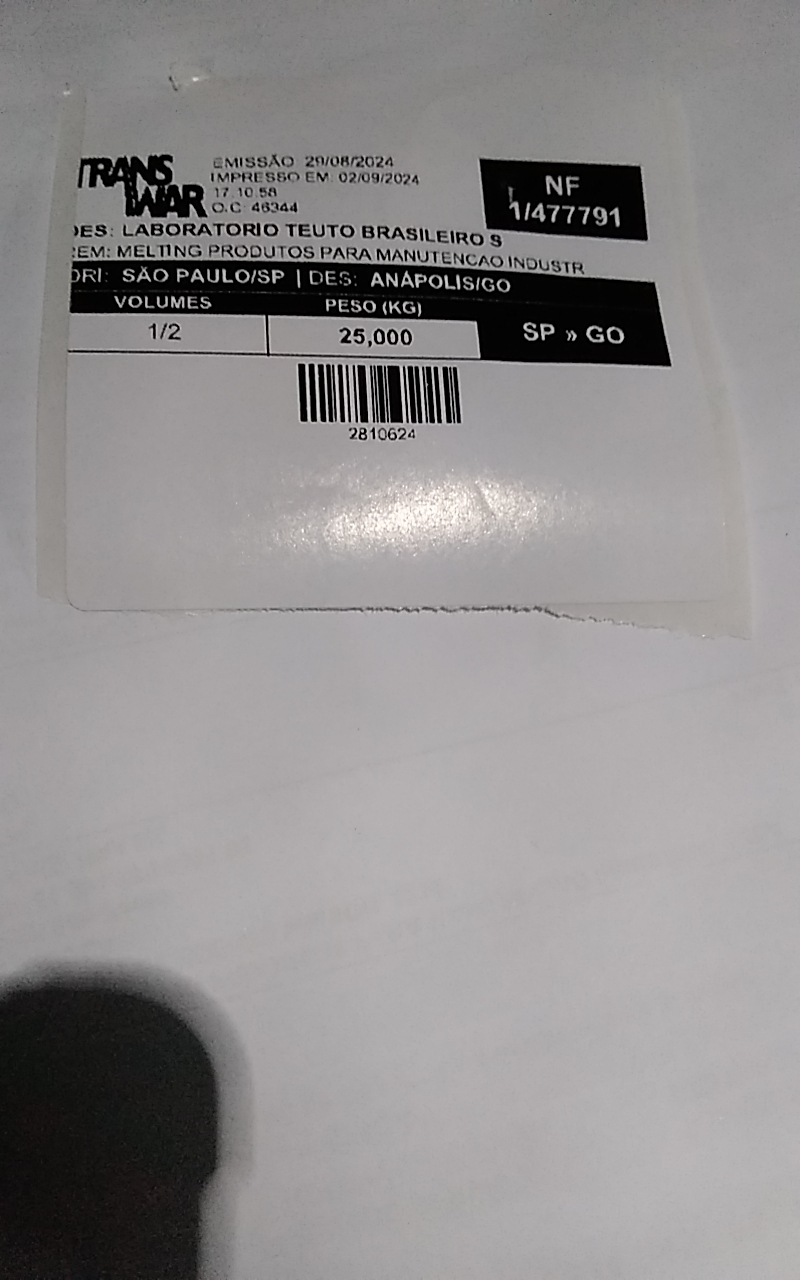 TRANS
WAR
EMISSÃO 29/08/2024
IMPRESSO EM: 02/09/2024
17:10:58
O.C: 46344
NF
1/477791
DES: LABORATORIO TEUTO BRASILEIRO S
EM: MELTING PRODUTOS PARA MANUTENCAO INDUSTR
ORI: SÃO PAULO/SP | DES: ANÁPOLIS/GO
VOLUMES PESO (KG)
1/2 25,000 SP » GO
2810624